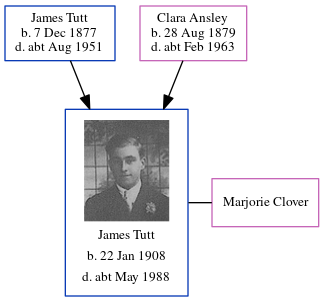 James Tutt
b. 7 Dec 1877
d. abt Aug 1951
Clara Ansley
b. 28 Aug 1879
d. abt Feb 1963
James Tutt
b. 22 Jan 1908
d. abt May 1988
Marjorie Clover